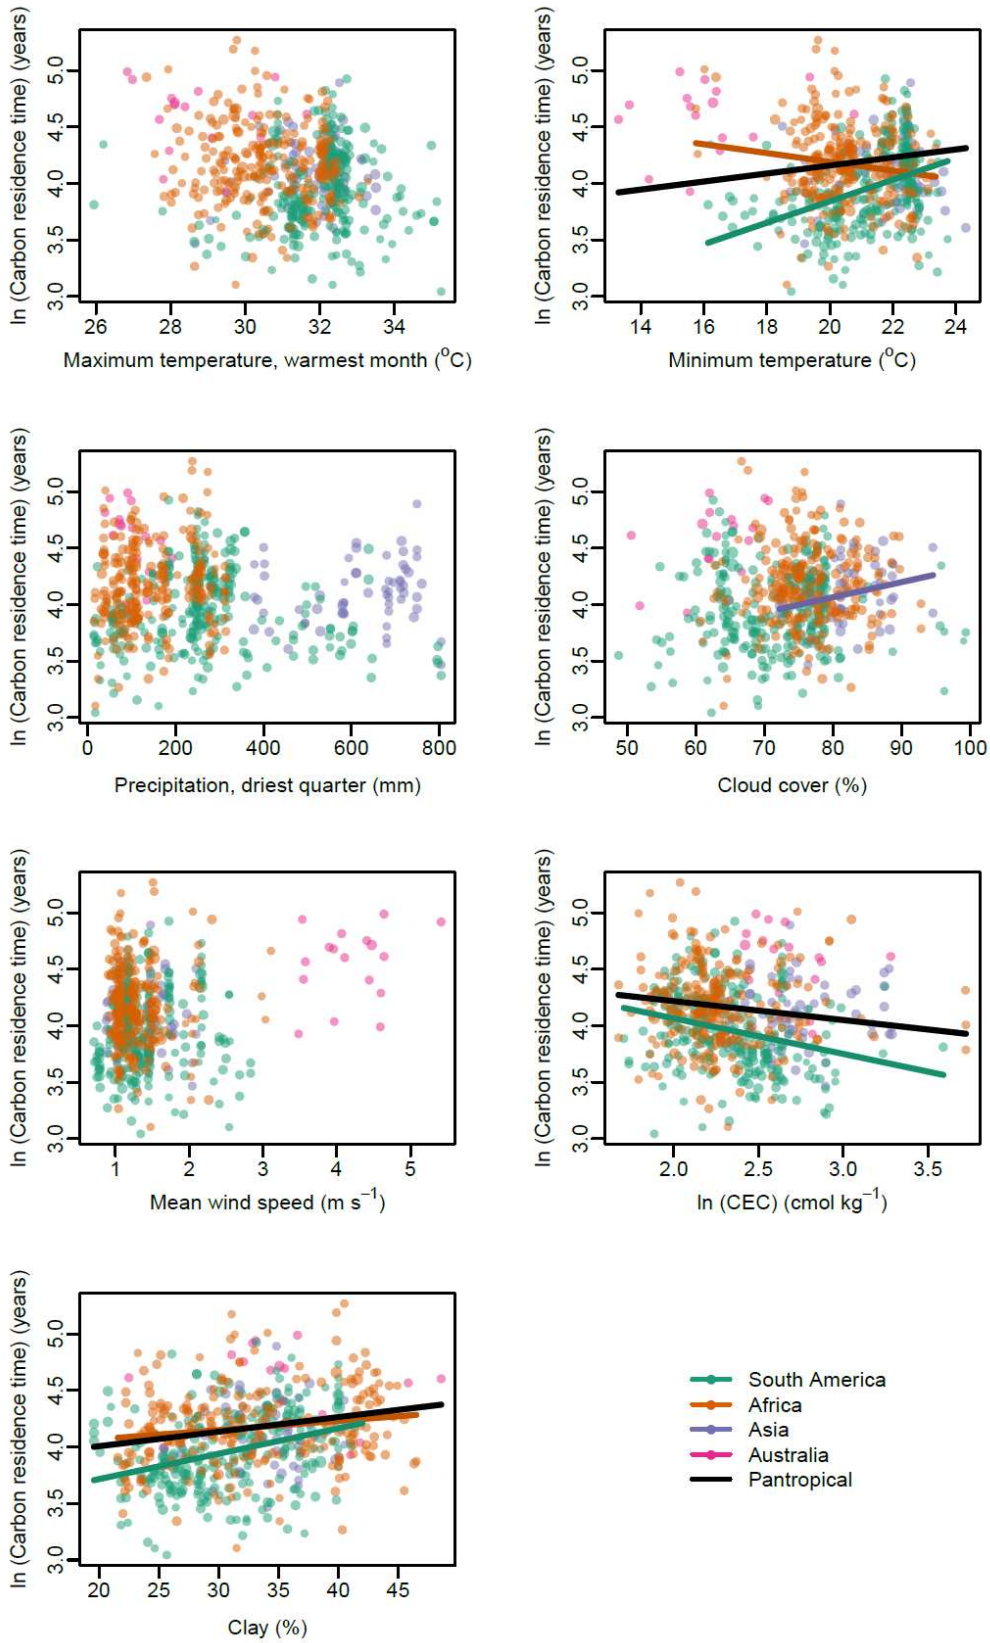 ln (Carbon residence time) (years)
3.0 3.5 4.0 4.5 5.0
26 28 30 32 34
Maximum temperature, warmest month (°C)
ln (Carbon residence time) (years)
3.0 3.5 4.0 4.5 5.0
14 16 18 20 22 24
Minimum temperature (°C)
ln (Carbon residence time) (years)
3.0 3.5 4.0 4.5 5.0
0 200 400 600 800
Precipitation, driest quarter (mm)
ln (Carbon residence time) (years)
3.0 3.5 4.0 4.5 5.0
50 60 70 80 90 100
Cloud cover (%)
ln (Carbon residence time) (years)
3.0 3.5 4.0 4.5 5.0
1 2 3 4 5
Mean wind speed (m s⁻¹)
ln (Carbon residence time) (years)
3.0 3.5 4.0 4.5 5.0
2.0 2.5 3.0 3.5
ln (CEC) (cmol kg⁻¹)
ln (Carbon residence time) (years)
3.0 3.5 4.0 4.5 5.0
20 25 30 35 40 45
Clay (%)
South America
Africa
Asia
Australia
Pantropical